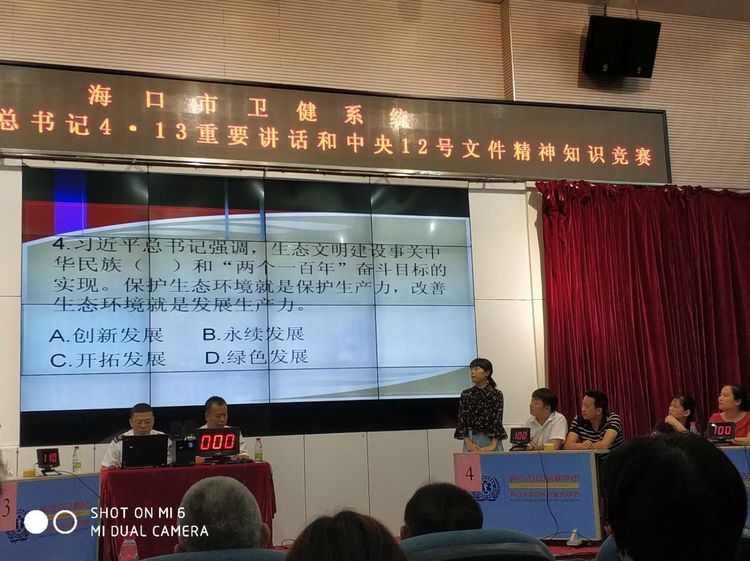 海口市卫健系统
总书记4·13重要讲话和中央12号文件精神知识竞赛
4.习近平总书记强调，生态文明建设事关中
华民族（ ）和“两个一百年”奋斗目标的
实现。保护生态环境就是保护生产力，改善
生态环境就是发展生产力。
A.创新发展 B.永续发展
C.开拓发展 D.绿色发展
110
000
100
100
3
4
SHOT ON MI 6
MI DUAL CAMERA